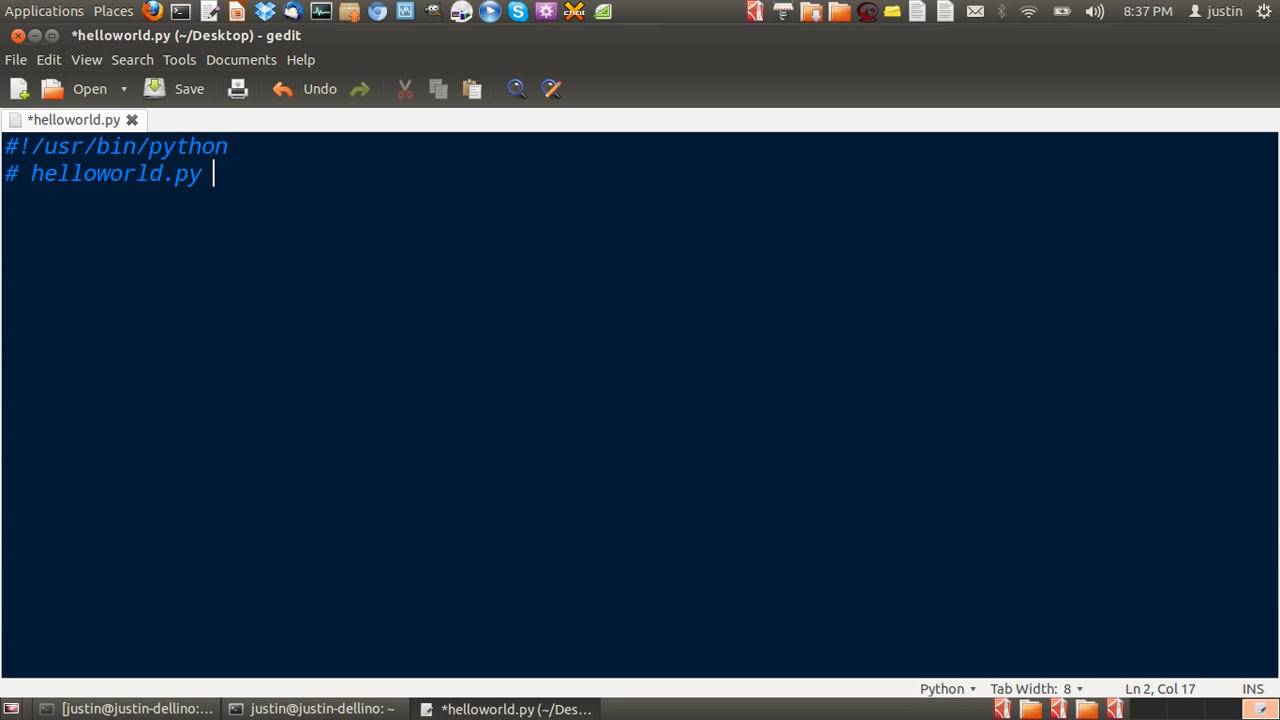 Applications Places 8:37 PM justin
*helloworld.py (~/Desktop) - gedit
File Edit View Search Tools Documents Help
Open Save Undo
*helloworld.py
#!/usr/bin/python
# helloworld.py
Python Tab Width: 8 Ln 2, Col 17 INS
[justin@justin-dellino:... justin@justin-dellino: ~ *helloworld.py (~/Des...